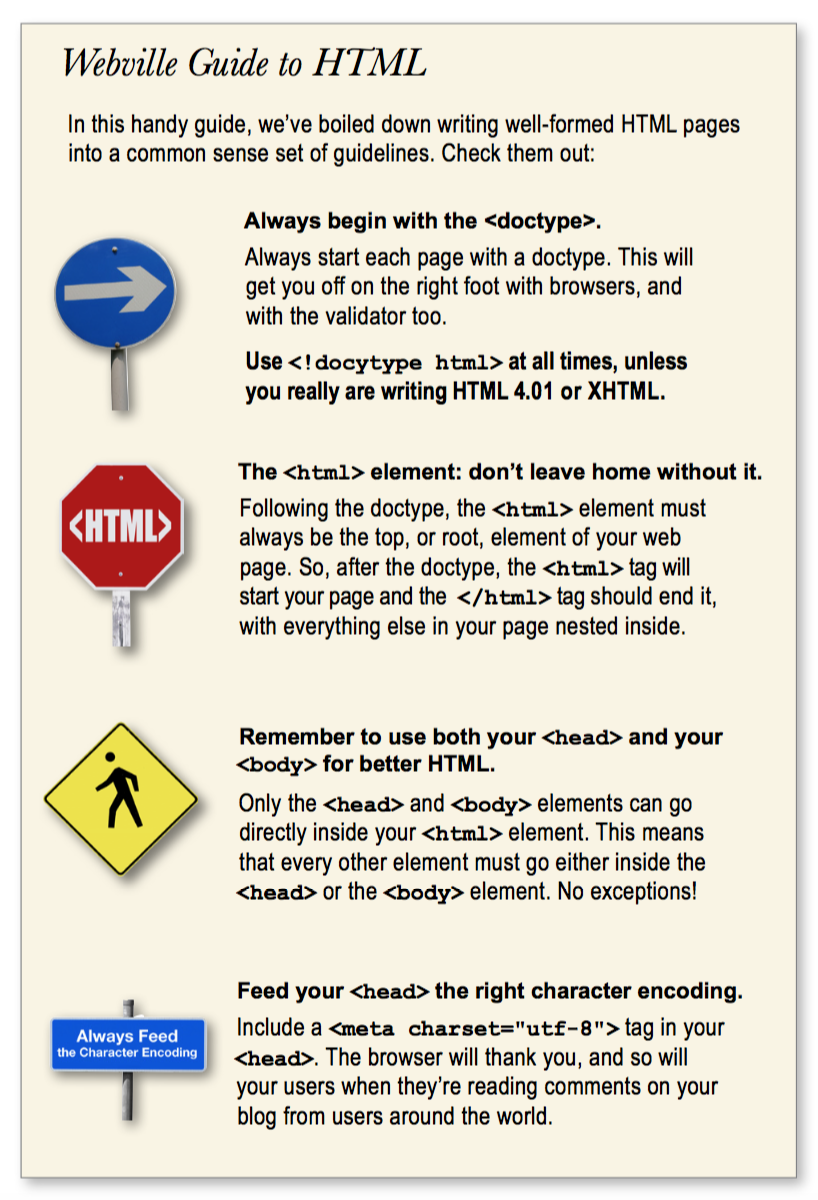 Webville Guide to HTML
In this handy guide, we've boiled down writing well-formed HTML pages
into a common sense set of guidelines. Check them out:
Always begin with the <doctype>.
Always start each page with a doctype. This will
get you off on the right foot with browsers, and
with the validator too.
Use <!docytype html> at all times, unless
you really are writing HTML 4.01 or XHTML.
<HTML>
The <html> element: don't leave home without it.
Following the doctype, the <html> element must
always be the top, or root, element of your web
page. So, after the doctype, the <html> tag will
start your page and the </html> tag should end it,
with everything else in your page nested inside.
Remember to use both your <head> and your
<body> for better HTML.
Only the <head> and <body> elements can go
directly inside your <html> element. This means
that every other element must go either inside the
<head> or the <body> element. No exceptions!
Always Feed
the Character Encoding
Feed your <head> the right character encoding.
Include a <meta charset="utf-8"> tag in your
<head>. The browser will thank you, and so will
your users when they're reading comments on your
blog from users around the world.